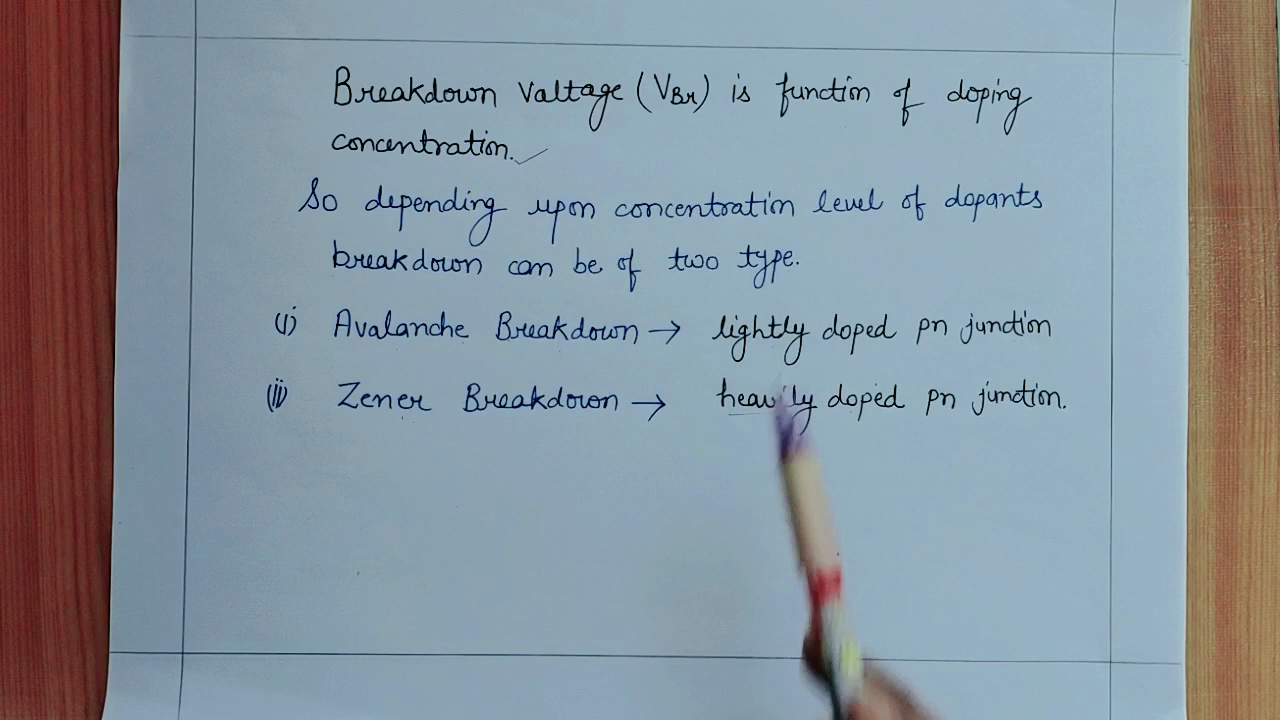 Breakdown Valtage (VBr) is function of doping
concentration.
So depending upon concentration level of dopants
breakdown can be of two type.
(i) Avalanche Breakdown → lightly doped pn junction
(ii) Zener Breakdown → heavily doped pn junction.